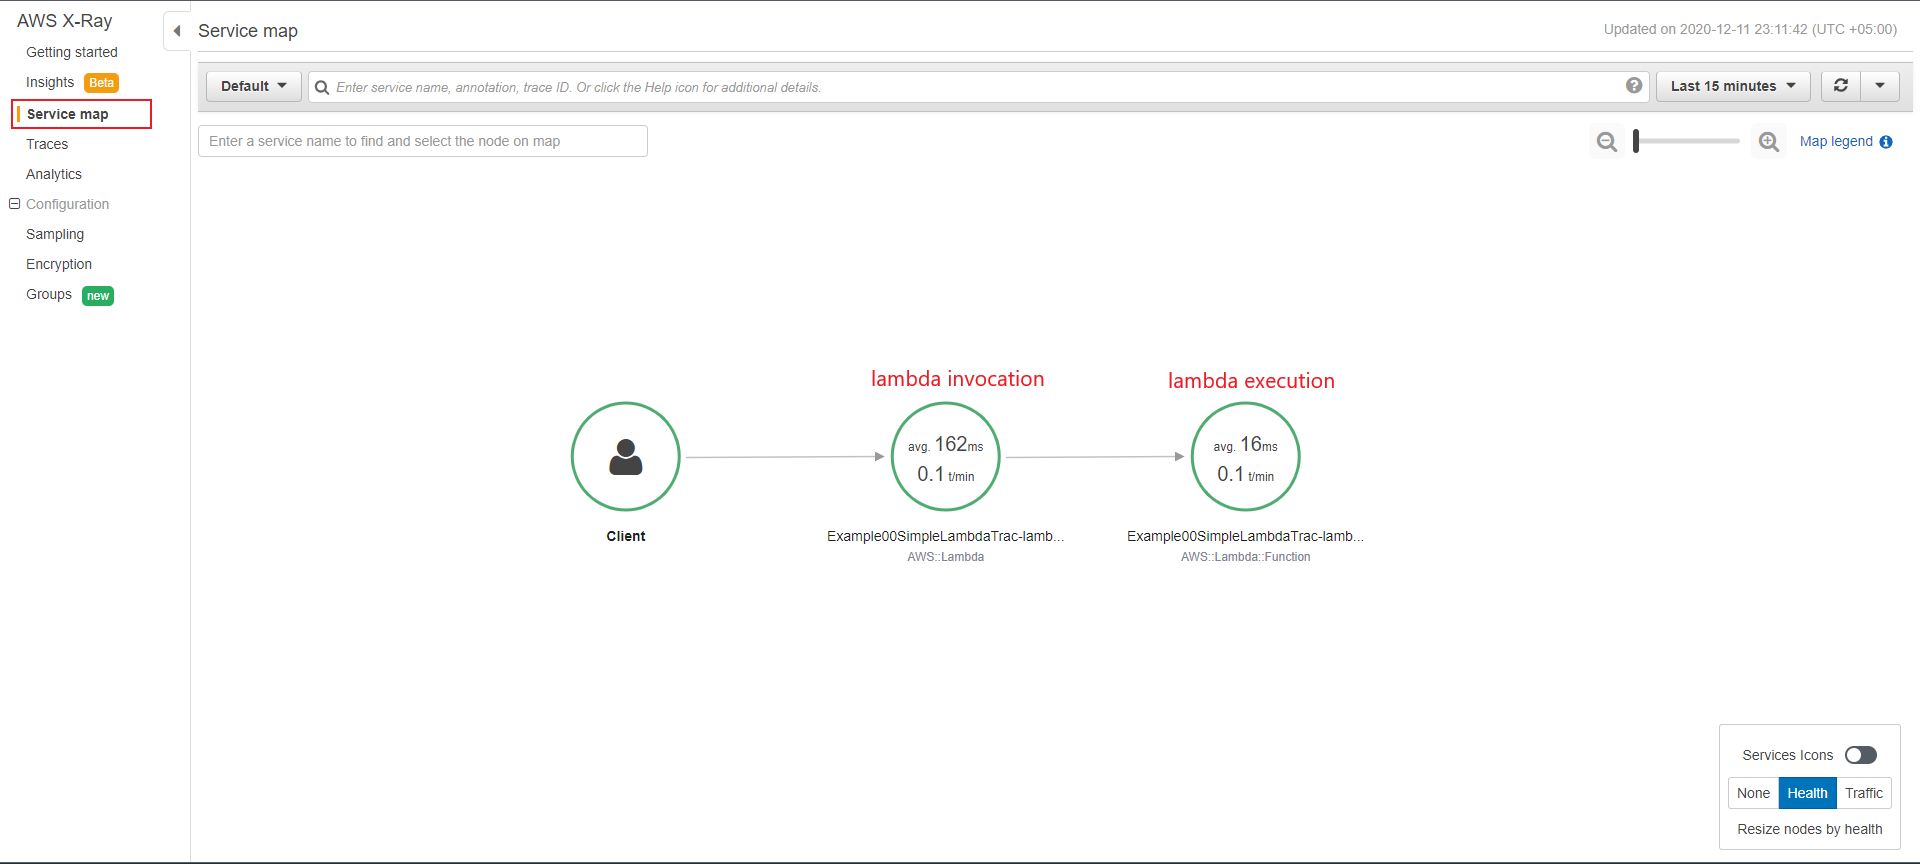 AWS X-Ray
Getting started
Insights Beta
Service map
Traces
Analytics
Configuration
Sampling
Encryption
Groups new
Service map
Updated on 2020-12-11 23:11:42 (UTC +05:00)
Default
Enter service name, annotation, trace ID. Or click the Help icon for additional details.
Last 15 minutes
Enter a service name to find and select the node on map
Map legend
lambda invocation
lambda execution
avg. 162ms
0.1 t/min
avg. 16ms
0.1 t/min
Client
Example00SimpleLambdaTrac-lamb...
AWS::Lambda
Example00SimpleLambdaTrac-lamb...
AWS::Lambda::Function
Services Icons
None Health Traffic
Resize nodes by health